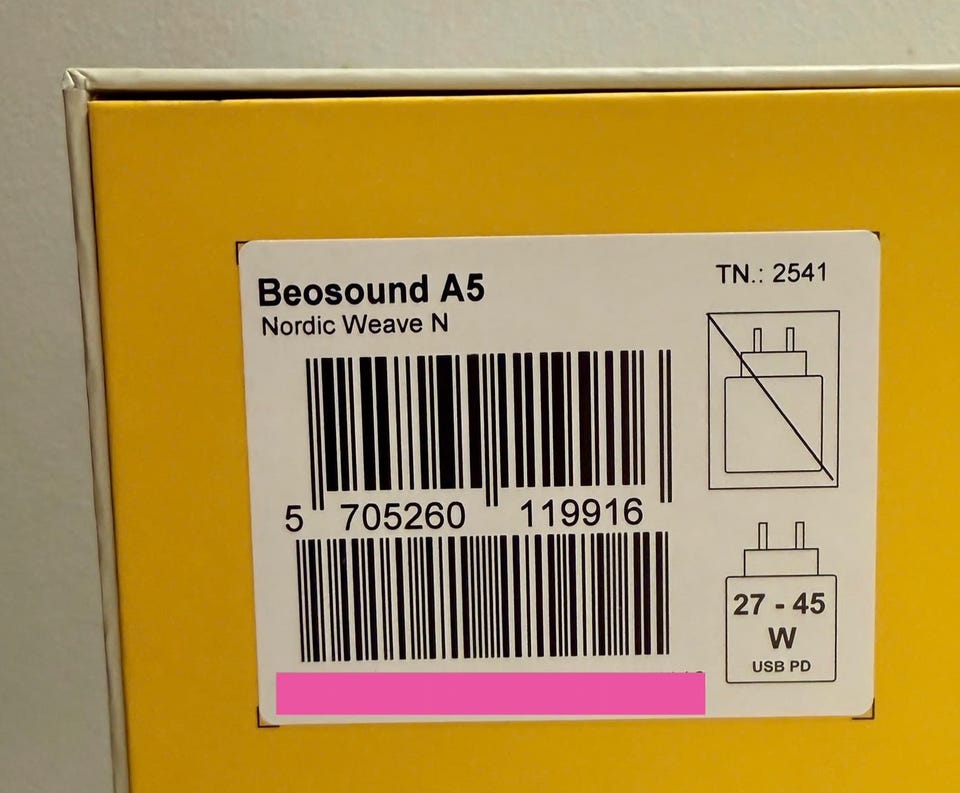 Beosound A5
Nordic Weave N
TN.: 2541
5 705260 119916
27 - 45
W
USB PD